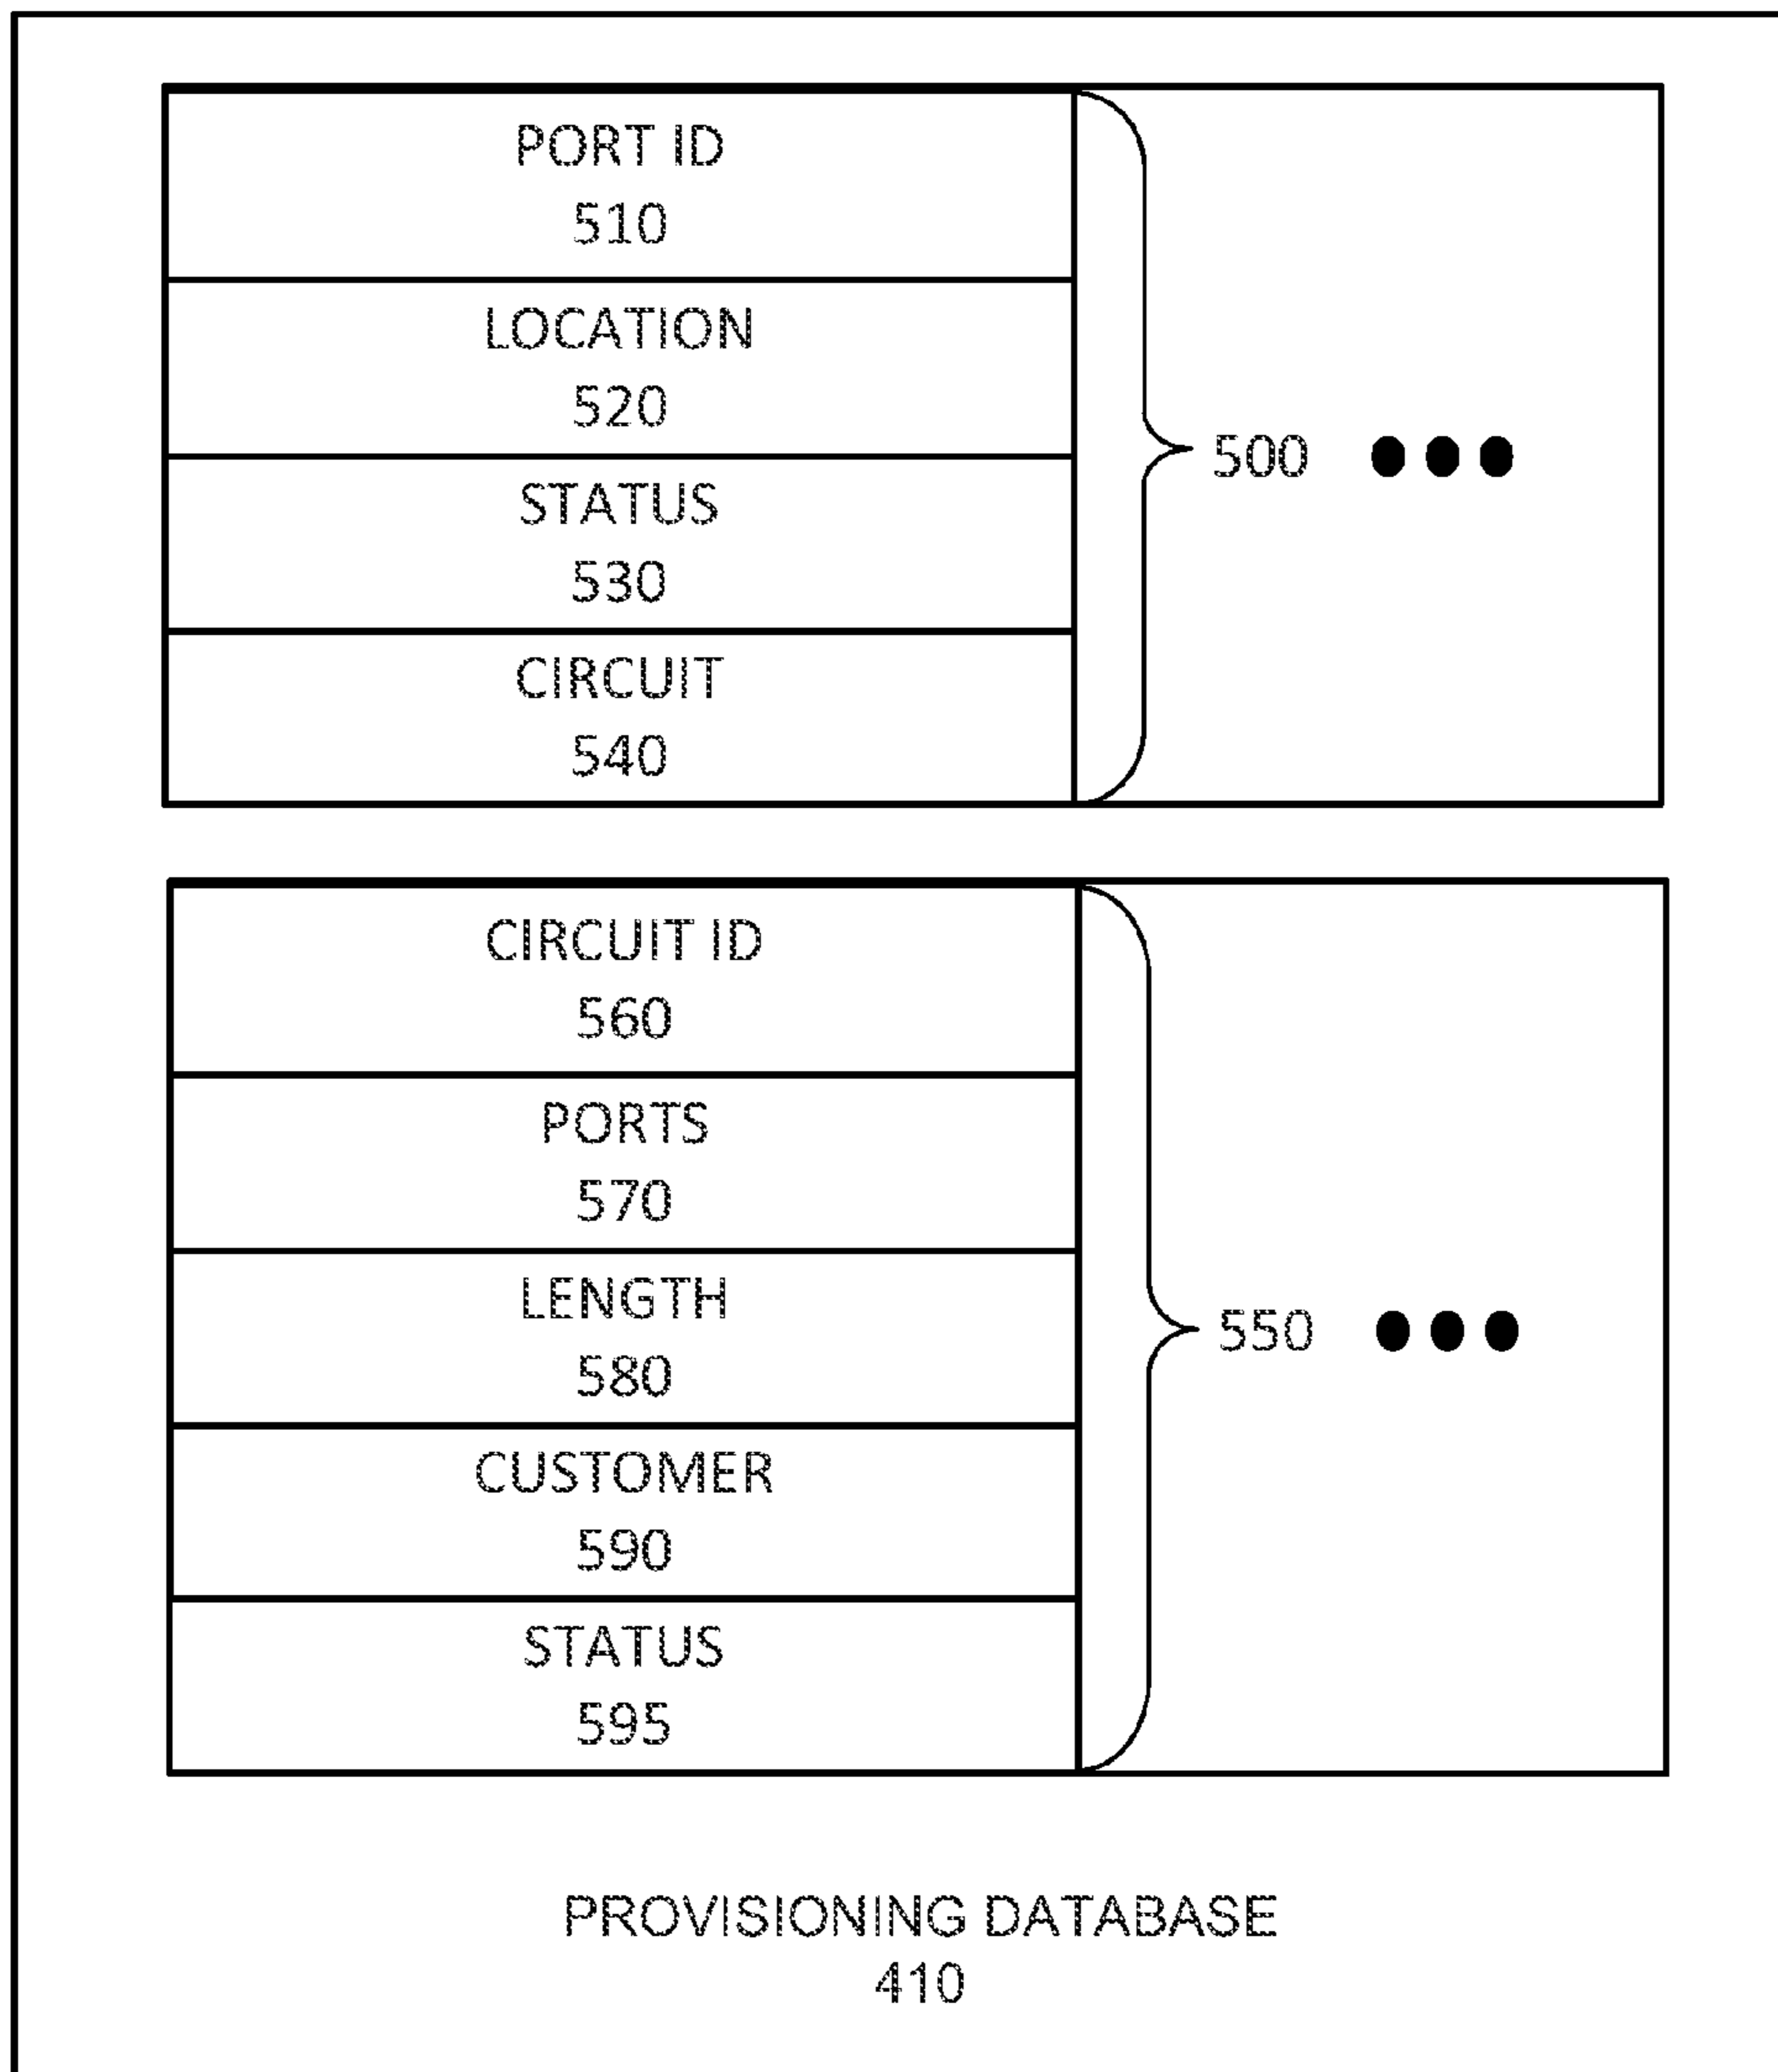 PORT ID
510
LOCATION
520
STATUS
530
CIRCUIT
540
500
CIRCUIT ID
560
PORTS
570
LENGTH
580
CUSTOMER
590
STATUS
595
550
PROVISIONING DATABASE
410